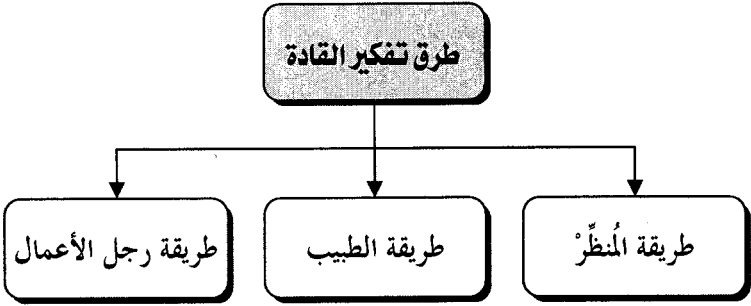 طرق تفكير القادة
طريقة المُنظِّرْ
طريقة الطبيب
طريقة رجل الأعمال